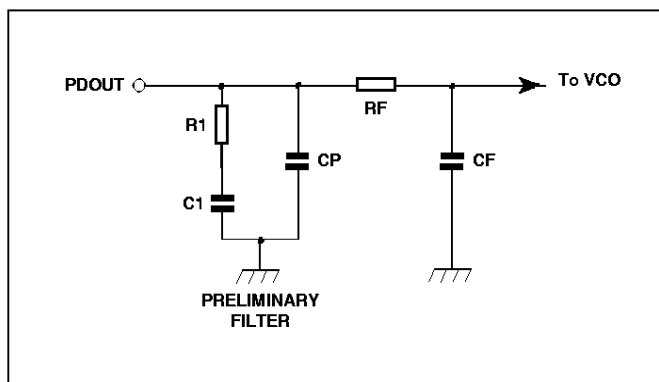 PDOUT
RF
To VCO
R1
CP
CF
C1
PRELIMINARY
FILTER